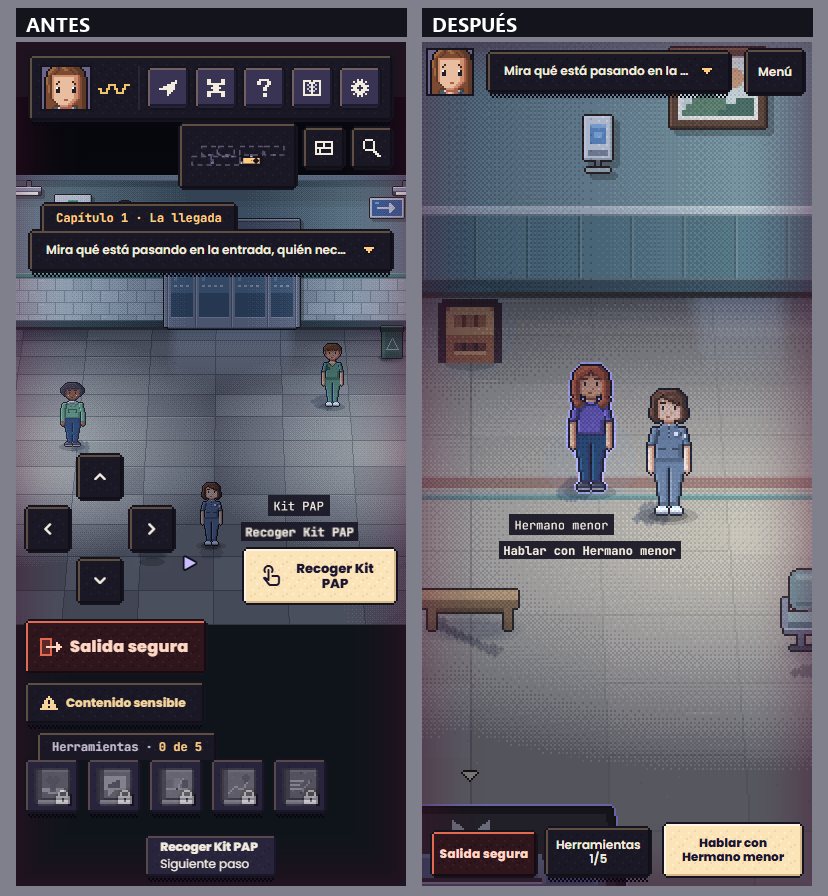 ANTES
Capítulo 1 · La llegada
Mira qué está pasando en la entrada, quién nec...
Kit PAP
Recoger Kit PAP
Recoger Kit
PAP
Salida segura
Contenido sensible
Herramientas · 0 de 5
Recoger Kit PAP
Siguiente paso
DESPUÉS
Mira qué está pasando en la ...
Menú
Hermano menor
Hablar con Hermano menor
Salida segura
Herramientas
1/5
Hablar con
Hermano menor